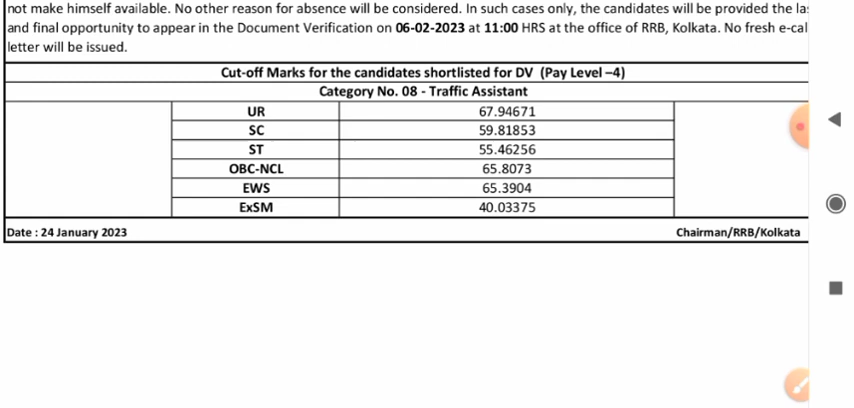 not make himself available. No other reason for absence will be considered. In such cases only, the candidates will be provided the
and final opportunity to appear in the Document Verification on 06-02-2023 at 11:00 HRS at the office of RRB, Kolkata. No fresh
letter will be issued.
Cut-off Marks for the candidates shortlisted for DV (Pay Level –4)
Category No. 08 - Traffic Assistant
UR 67.94671
SC 59.81853
ST 55.46256
OBC-NCL 65.8073
EWS 65.3904
ExSM 40.03375
Date : 24 January 2023 Chairman/RRB/Kolkata